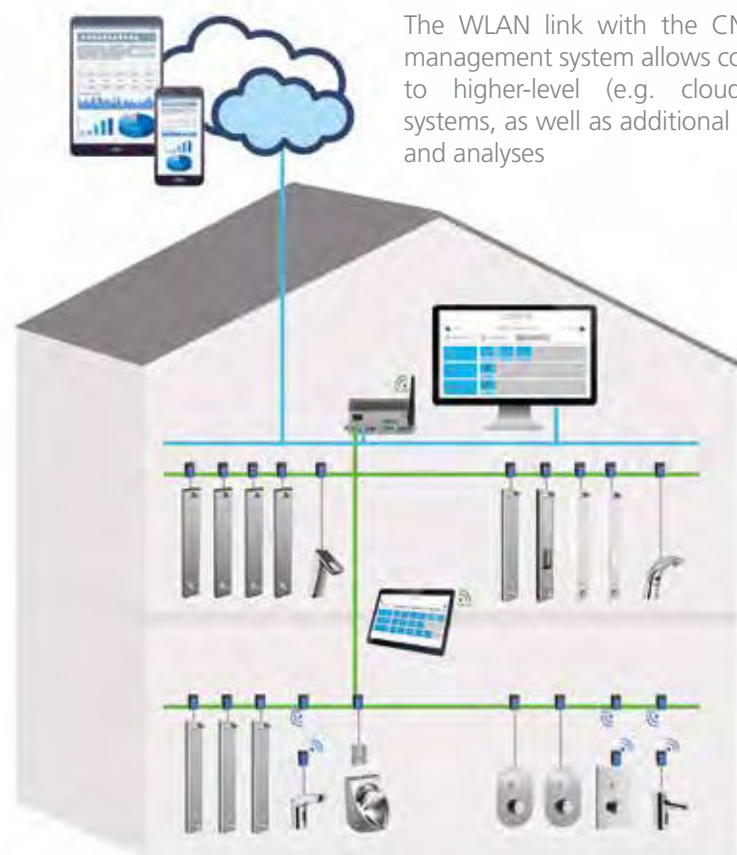 The WLAN link with the CN
management system allows co
to higher-level (e.g. cloud
systems, as well as additional
and analyses